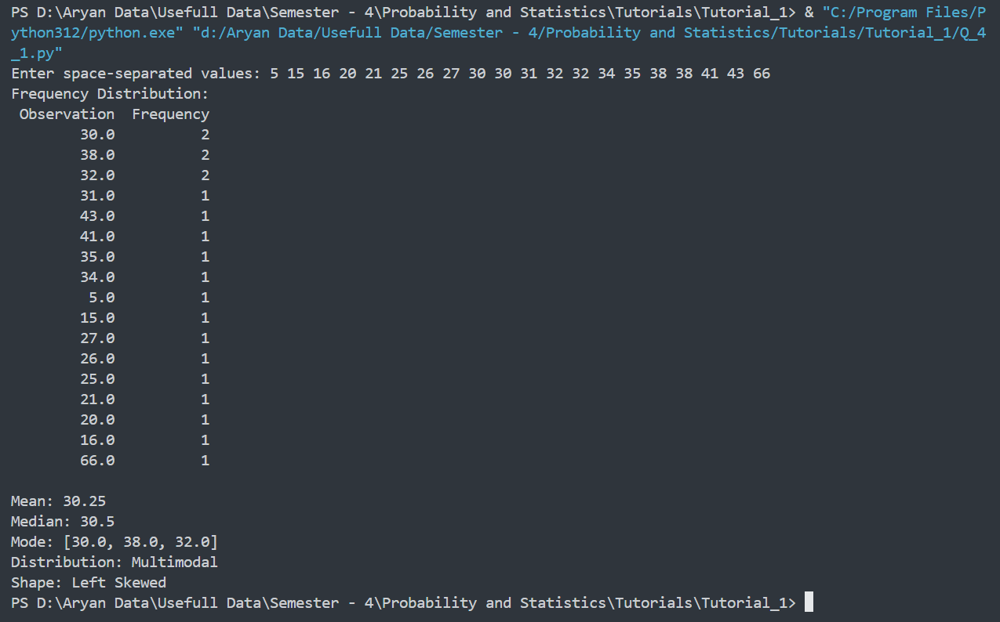 PS D:\Aryan Data\Usefull Data\Semester - 4\Probability and Statistics\Tutorials\Tutorial_1> & "C:/Program Files/P
ython312/python.exe" "d:/Aryan Data/Usefull Data/Semester - 4/Probability and Statistics/Tutorials/Tutorial_1/Q_4
_1.py"
Enter space-separated values: 5 15 16 20 21 25 26 27 30 30 31 32 32 34 35 38 38 41 43 66
Frequency Distribution:
Observation  Frequency
30.0  2
38.0  2
32.0  2
31.0  1
43.0  1
41.0  1
35.0  1
34.0  1
5.0  1
15.0  1
27.0  1
26.0  1
25.0  1
21.0  1
20.0  1
16.0  1
66.0  1
Mean: 30.25
Median: 30.5
Mode: [30.0, 38.0, 32.0]
Distribution: Multimodal
Shape: Left Skewed
PS D:\Aryan Data\Usefull Data\Semester - 4\Probability and Statistics\Tutorials\Tutorial_1>